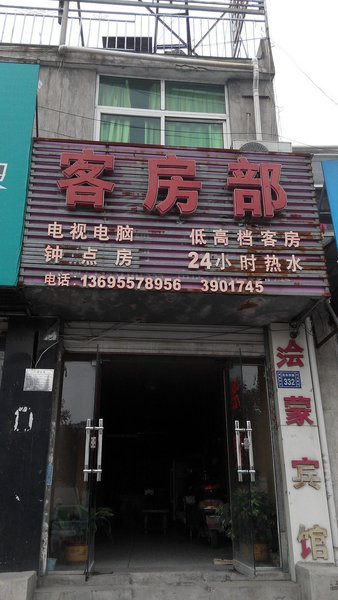 客房部
电视电脑 低高档客房
钟点房 24小时热水
电话:13695578956 3901745
浍蒙宾馆
332